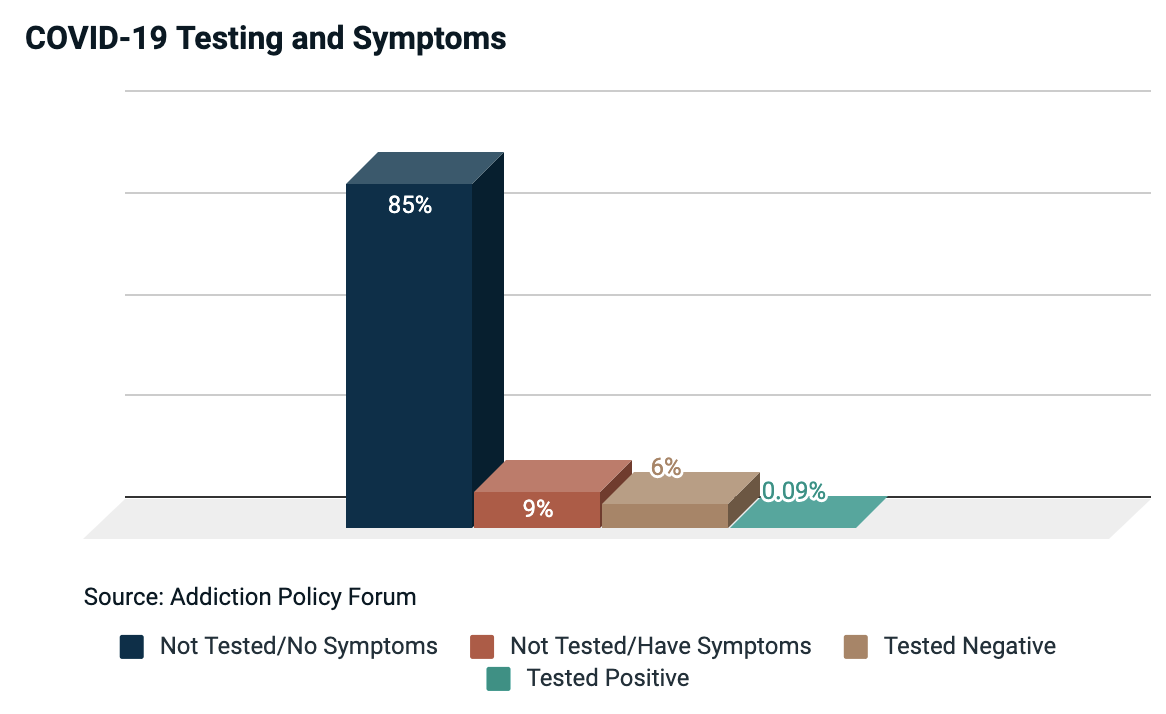 COVID-19 Testing and Symptoms
85%
9%
6%
0.09%
Source: Addiction Policy Forum
Not Tested/No Symptoms
Not Tested/Have Symptoms
Tested Negative
Tested Positive